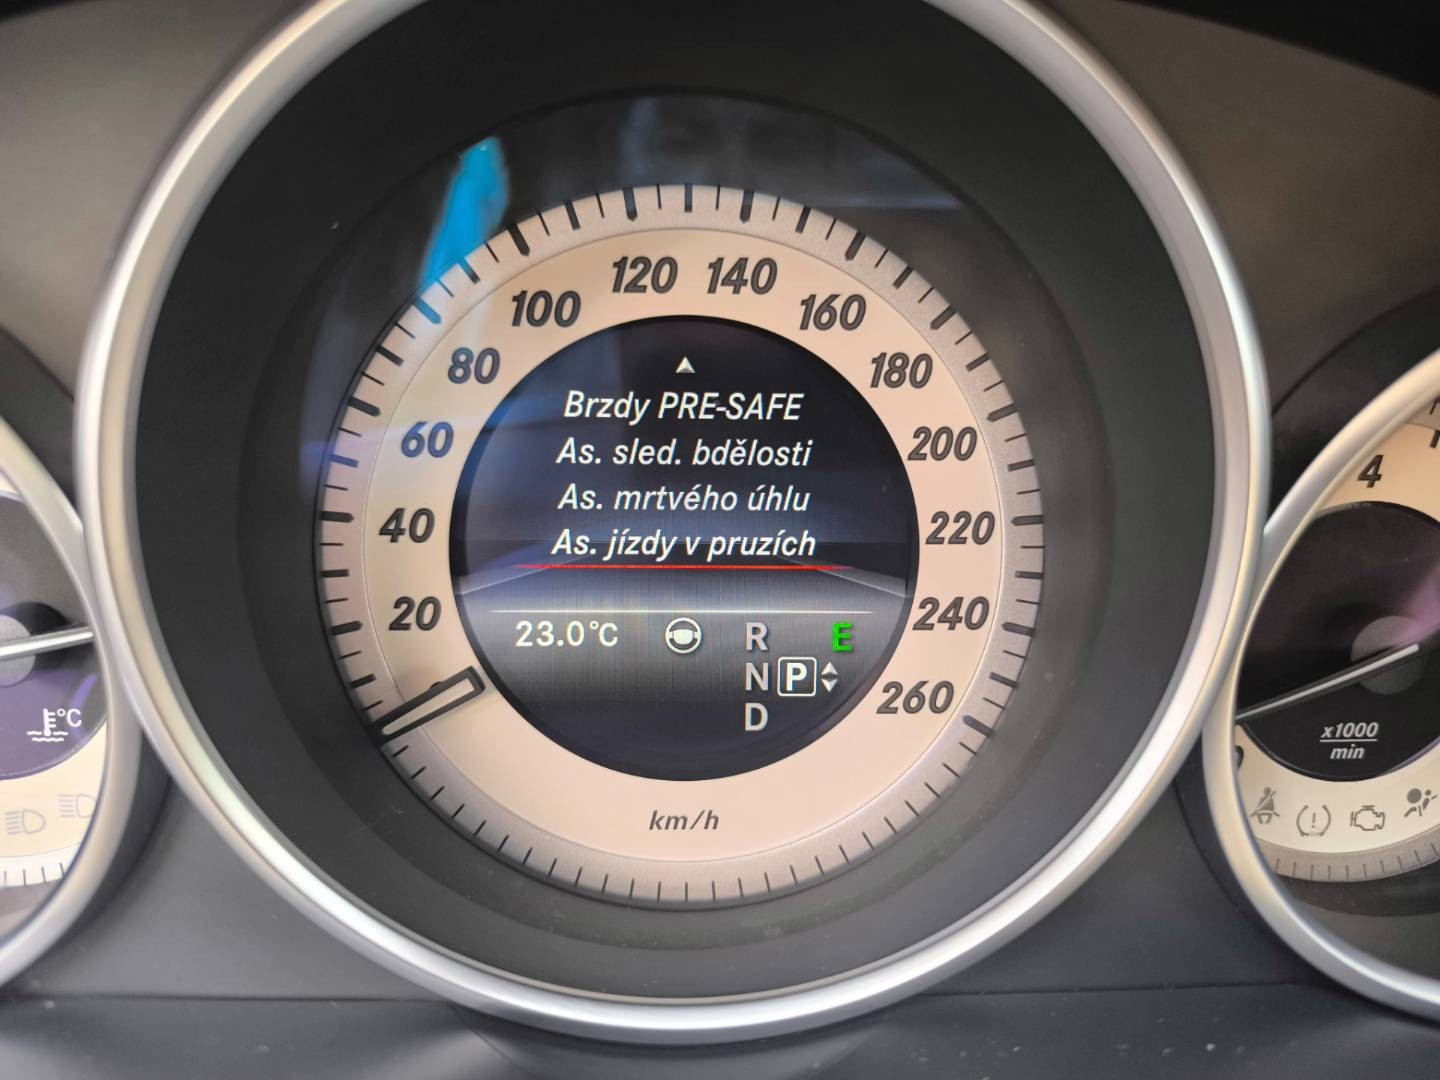 120 140
100 160
80 180
60 200
40 220
20 240
260
Brzdy PRE-SAFE
As. sled. bdělosti
As. mrtvého úhlu
As. jízdy v pruzích
23.0°C
R E
N P
D
km/h
°C
4
x1000
min